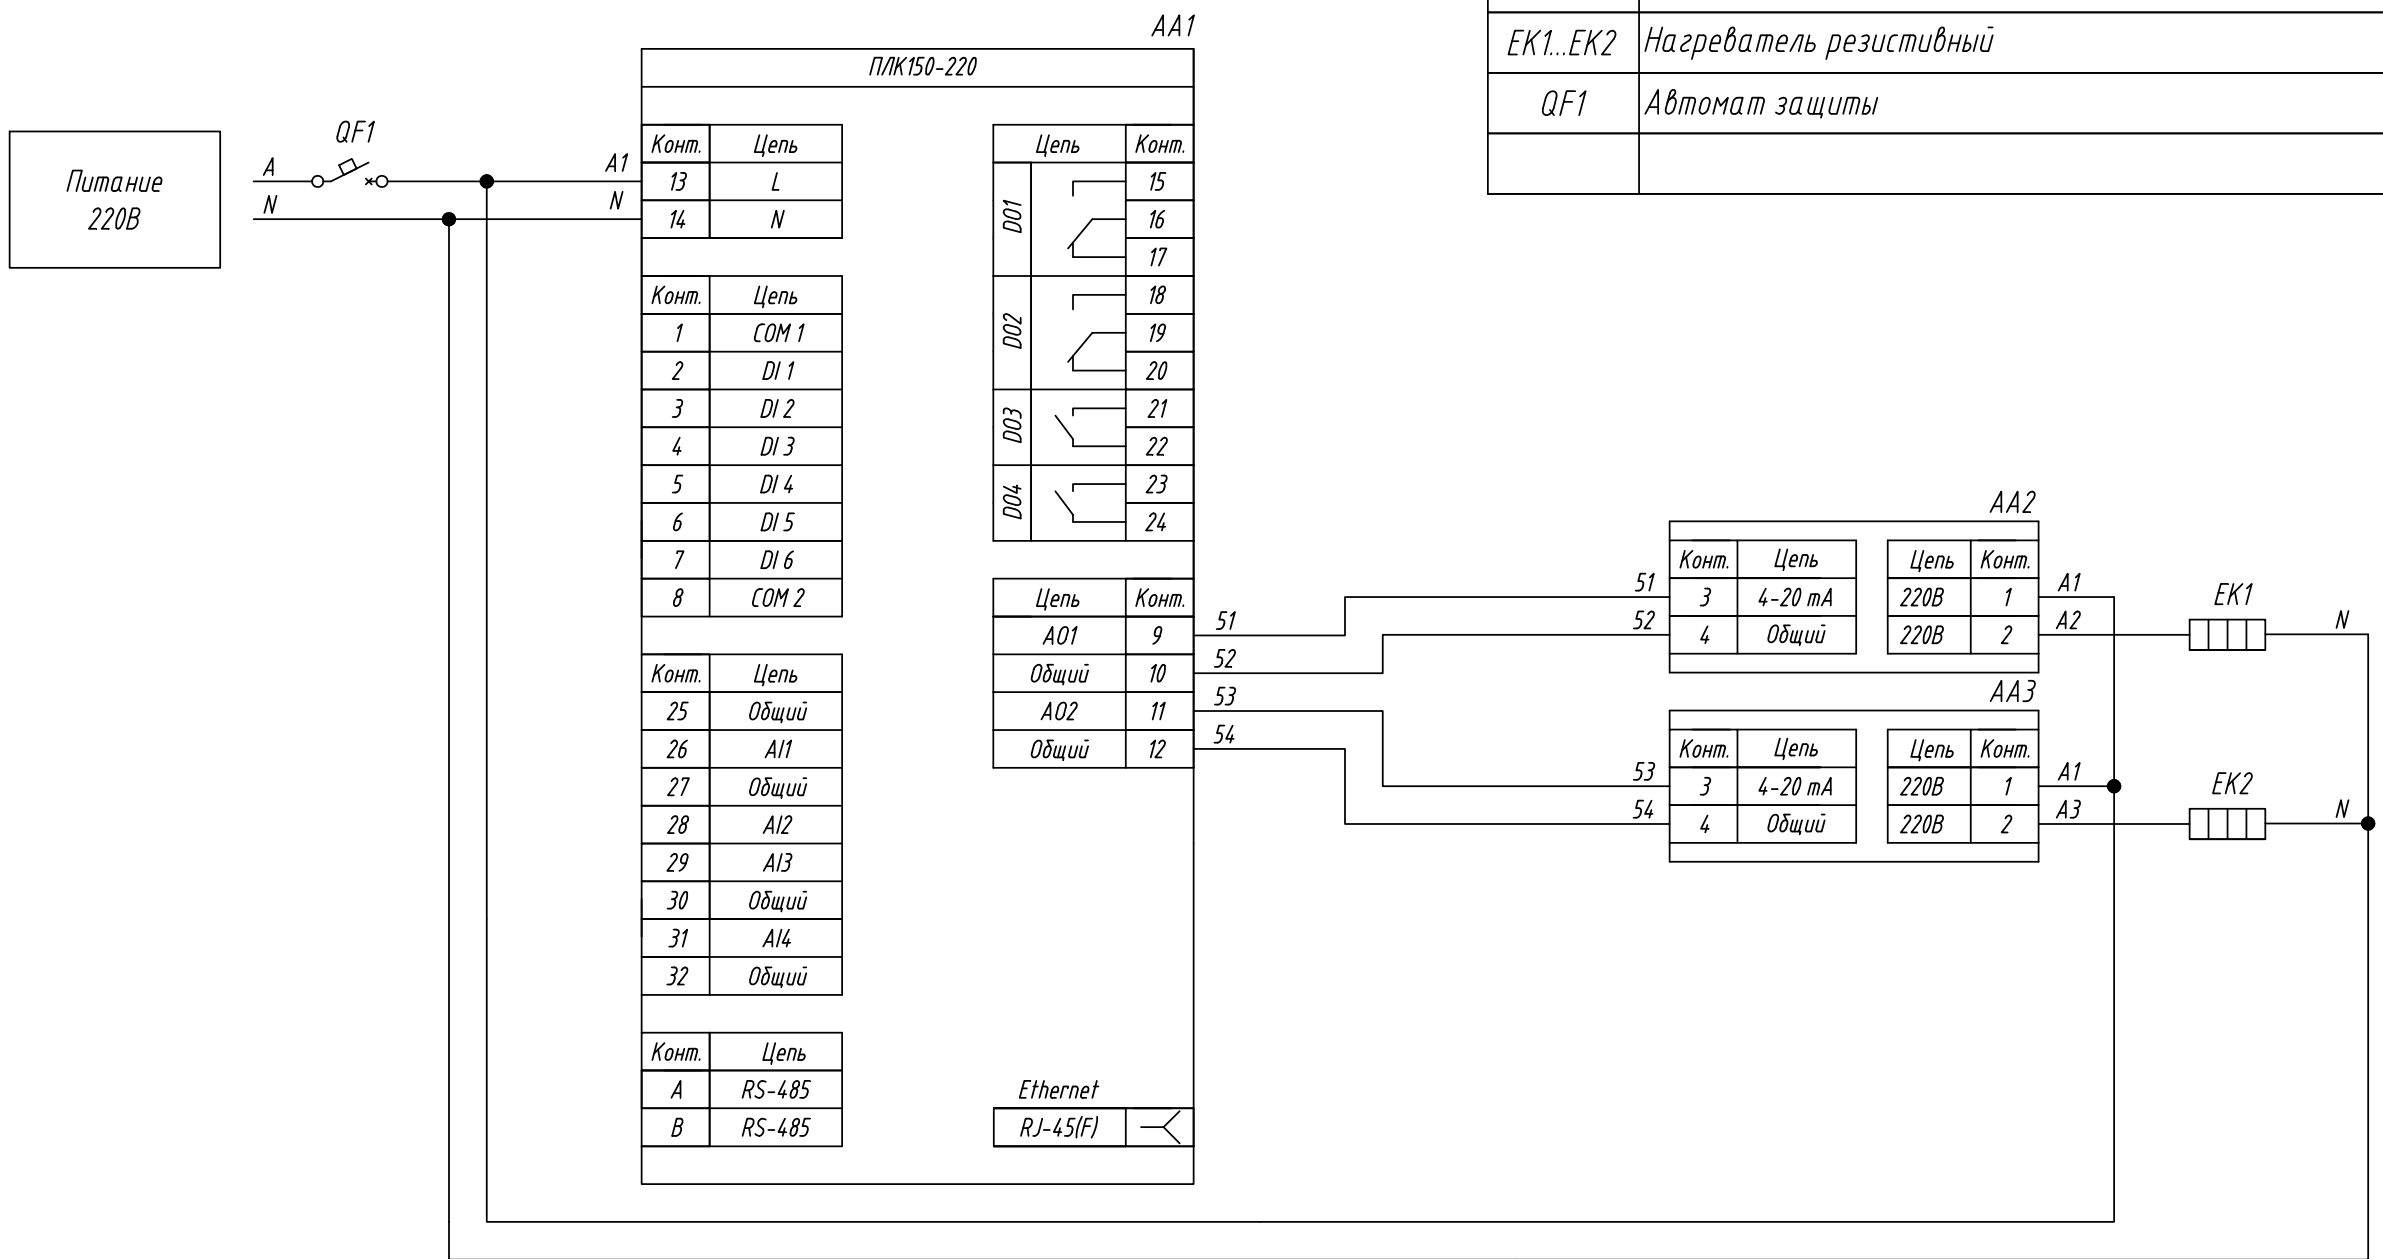 AA1
EK1...EK2 Нагреватель резистивный
QF1 Автомат защиты
ПЛК150-220
Питание
220В
QF1
A
N
A1
N
Конт. Цепь
13 L
14 N
Конт. Цепь
1 COM 1
2 DI 1
3 DI 2
4 DI 3
5 DI 4
6 DI 5
7 DI 6
8 COM 2
Конт. Цепь
25 Общий
26 AI1
27 Общий
28 AI2
29 AI3
30 Общий
31 AI4
32 Общий
Конт. Цепь
A RS-485
B RS-485
Цепь Конт.
DO1
15
16
17
DO2
18
19
20
DO3
21
22
DO4
23
24
Цепь Конт.
AO1 9
Общий 10
AO2 11
Общий 12
Ethernet
RJ-45(F)
51
52
53
54
51
52
53
54
AA2
Конт. Цепь Цепь Конт.
3 4-20 mA 220В 1
4 Общий 220В 2
A1
A2
EK1
N
AA3
Конт. Цепь Цепь Конт.
3 4-20 mA 220В 1
4 Общий 220В 2
A1
A3
EK2
N